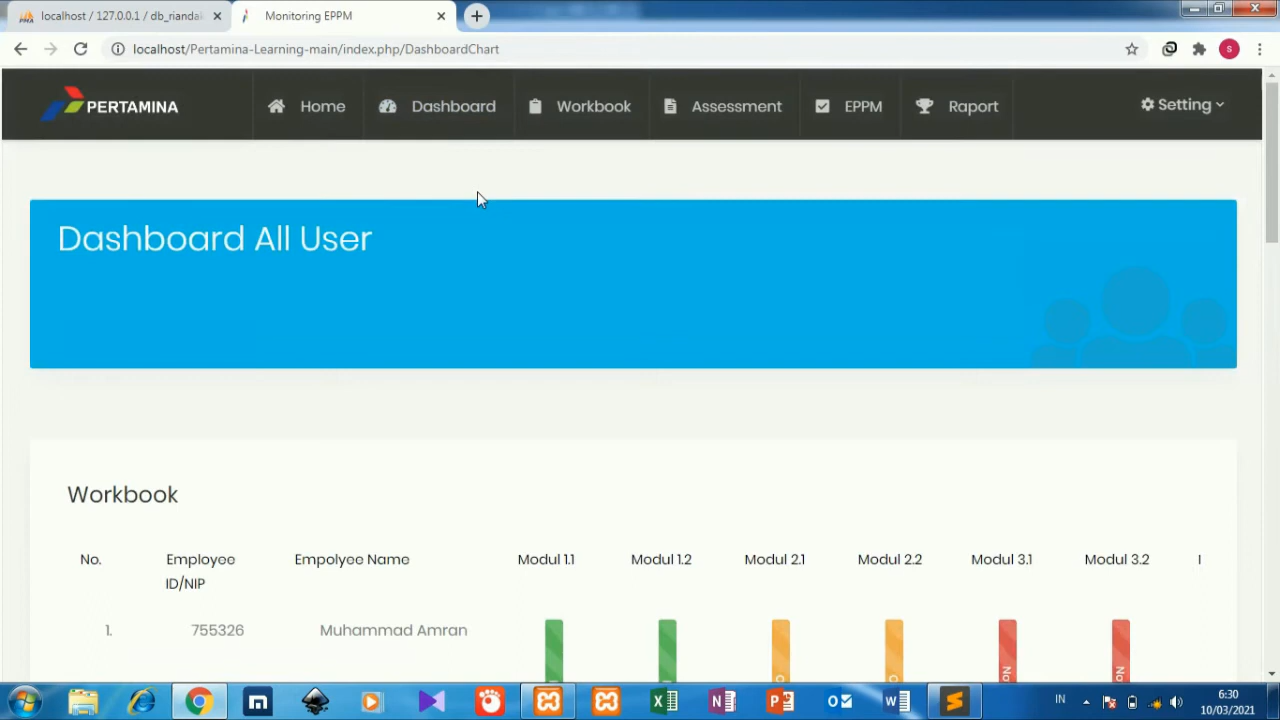 localhost / 127.0.0.1 / db_rianda
Monitoring EPPM
localhost/Pertamina-Learning-main/index.php/DashboardChart
S
PERTAMINA
Home
Dashboard
Workbook
Assessment
EPPM
Raport
Setting
Dashboard All User
Workbook
No.
Employee
ID/NIP
Empolyee Name
Modul 1.1
Modul 1.2
Modul 2.1
Modul 2.2
Modul 3.1
Modul 3.2
1.
755326
Muhammad Amran
No
No
IN
6:30
10/03/2021